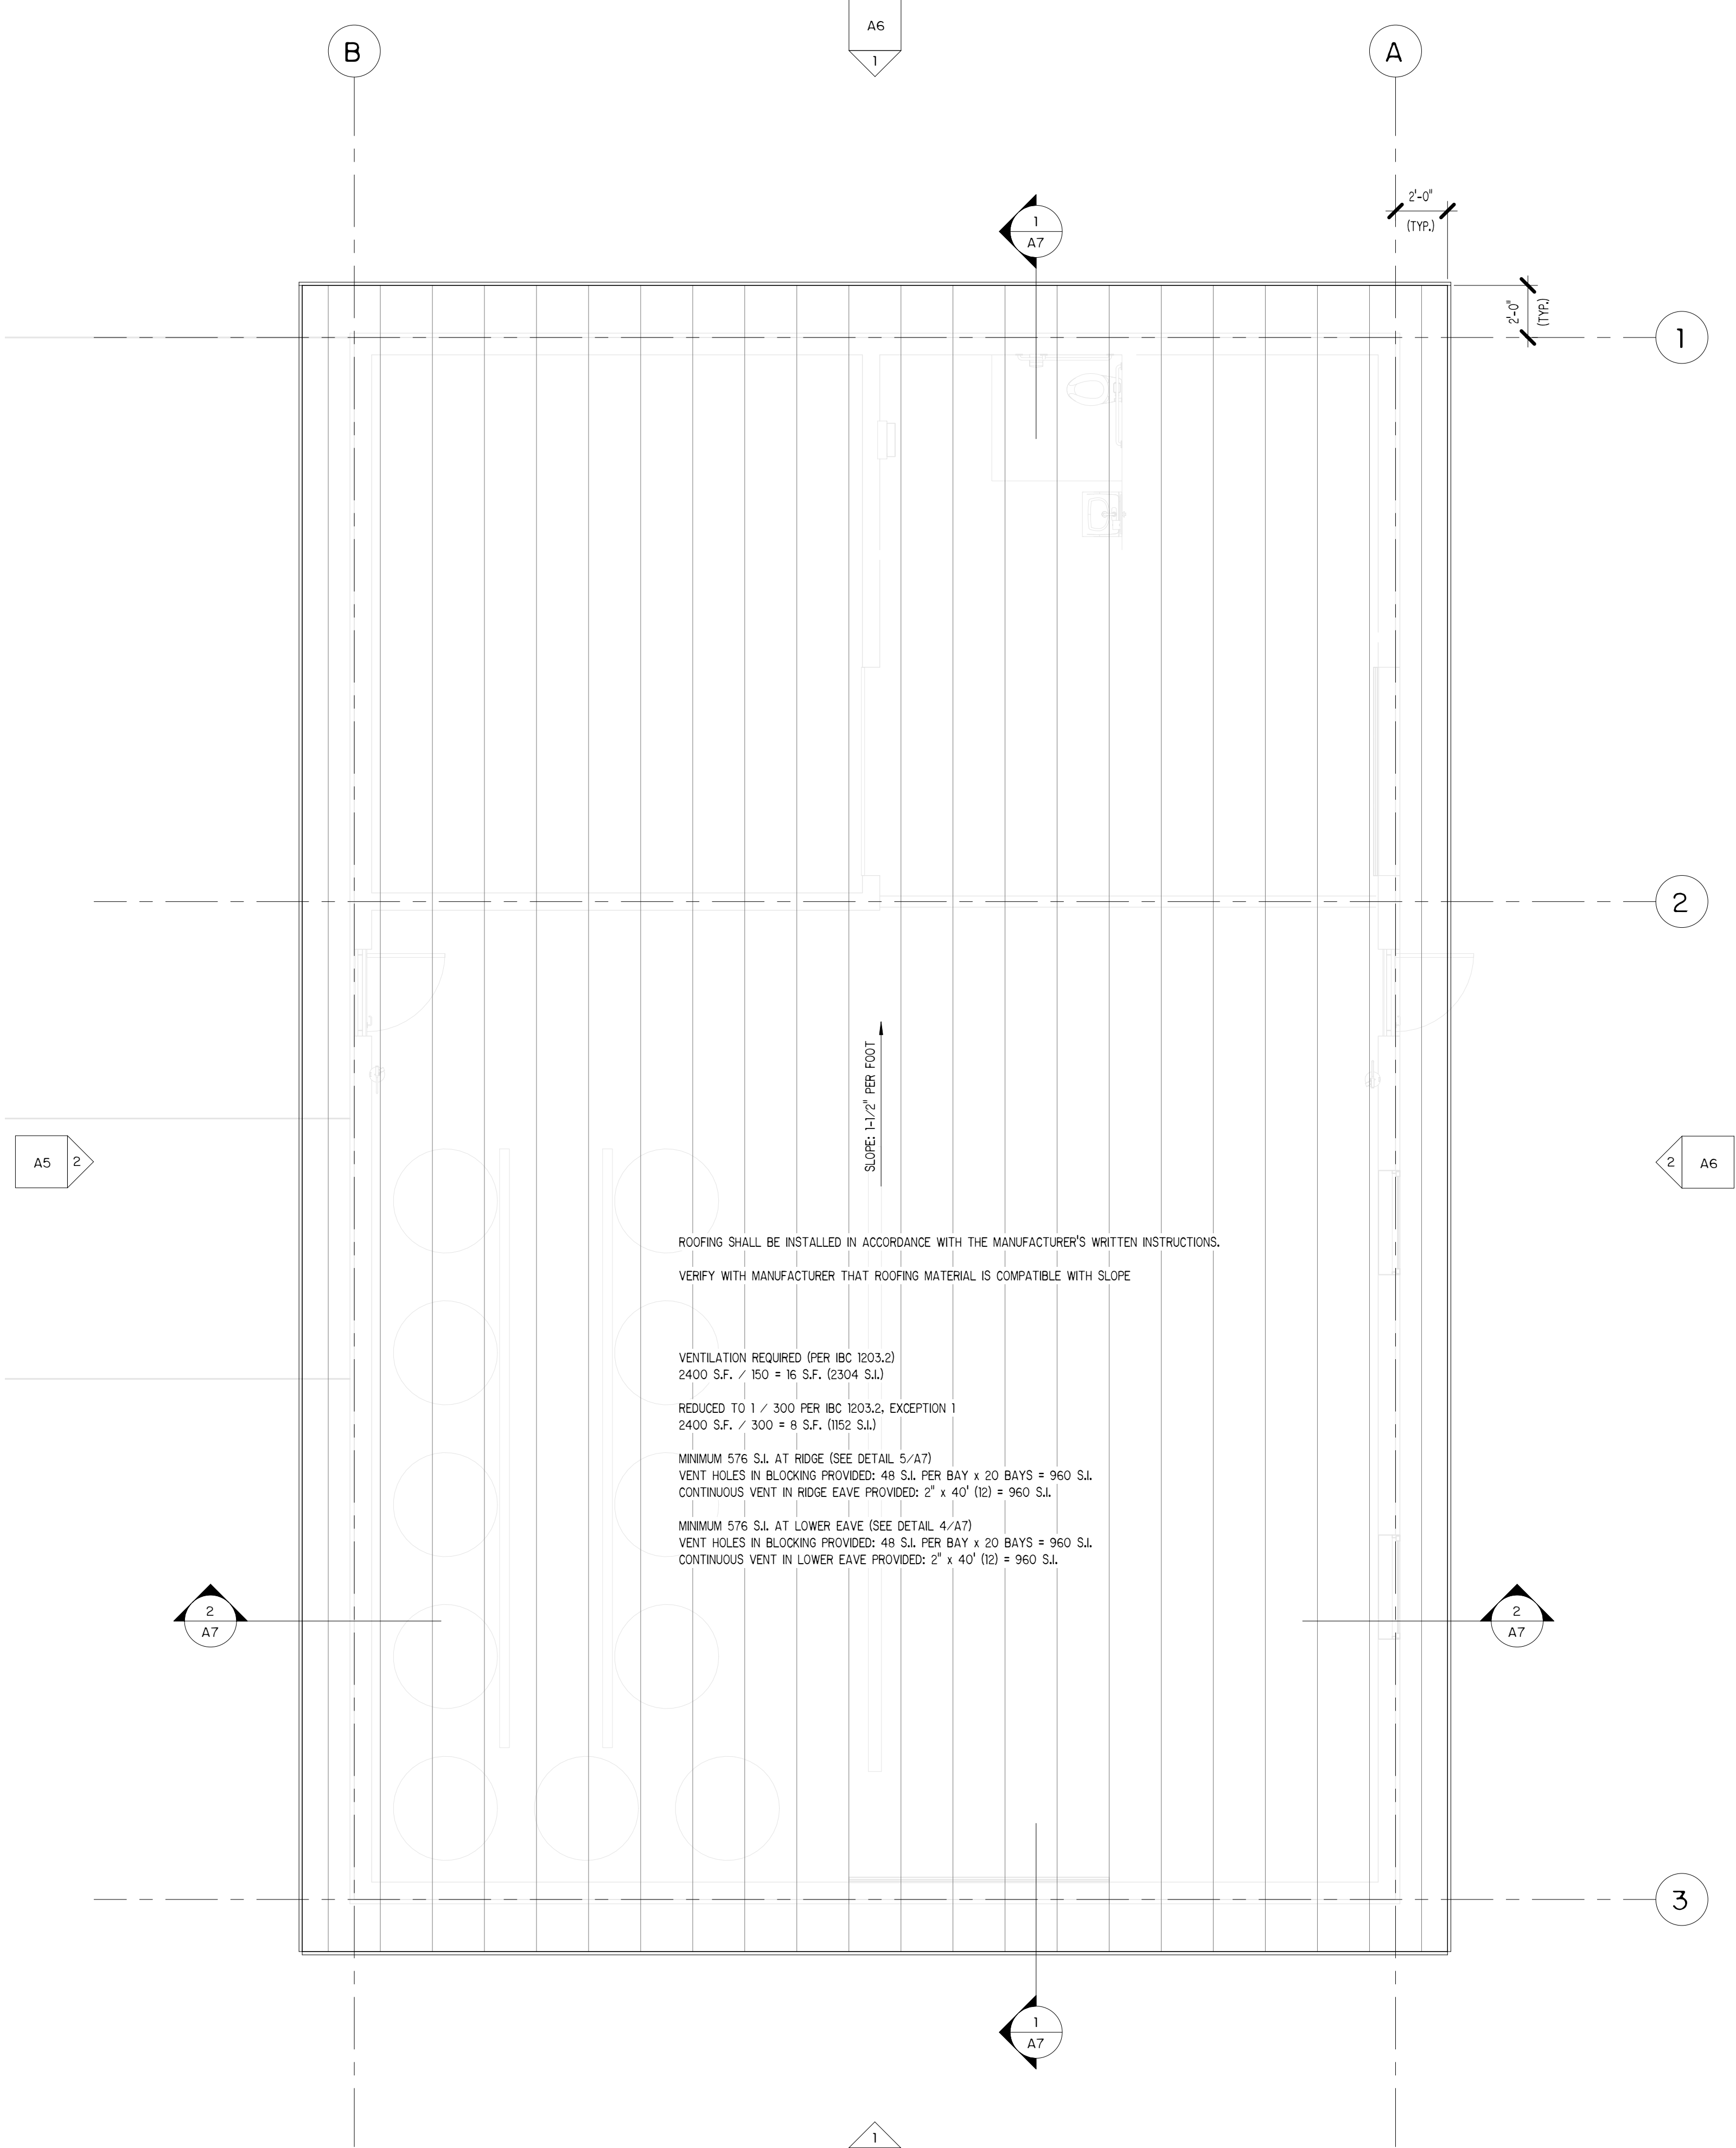 A6
1
B
A
2'-0"
(TYP.)
1
A7
2'-0"
(TYP.)
1
2
SLOPE: 1-1/2" PER FOOT
A5
2
2
A6
ROOFING SHALL BE INSTALLED IN ACCORDANCE WITH THE MANUFACTURER'S WRITTEN INSTRUCTIONS.
VERIFY WITH MANUFACTURER THAT ROOFING MATERIAL IS COMPATIBLE WITH SLOPE
VENTILATION REQUIRED (PER IBC 1203.2)
2400 S.F. / 150 = 16 S.F. (2304 S.I.)
REDUCED TO 1 / 300 PER IBC 1203.2, EXCEPTION 1
2400 S.F. / 300 = 8 S.F. (1152 S.I.)
MINIMUM 576 S.I. AT RIDGE (SEE DETAIL 5/A7)
VENT HOLES IN BLOCKING PROVIDED: 48 S.I. PER BAY x 20 BAYS = 960 S.I.
CONTINUOUS VENT IN RIDGE EAVE PROVIDED: 2" x 40' (12) = 960 S.I.
MINIMUM 576 S.I. AT LOWER EAVE (SEE DETAIL 4/A7)
VENT HOLES IN BLOCKING PROVIDED: 48 S.I. PER BAY x 20 BAYS = 960 S.I.
CONTINUOUS VENT IN LOWER EAVE PROVIDED: 2" x 40' (12) = 960 S.I.
2
A7
2
A7
3
1
A7
1